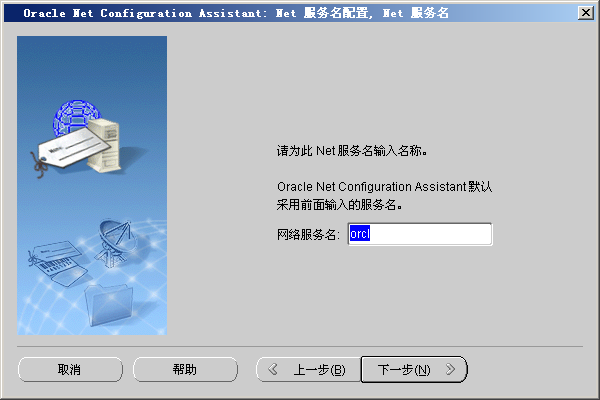 Oracle Net Configuration Assistant: Net 服务名配置, Net 服务名
请为此 Net 服务名输入名称。
Oracle Net Configuration Assistant 默认
采用前面输入的服务名。
网络服务名: orcl
取消 帮助 上一步(B) 下一步(N)